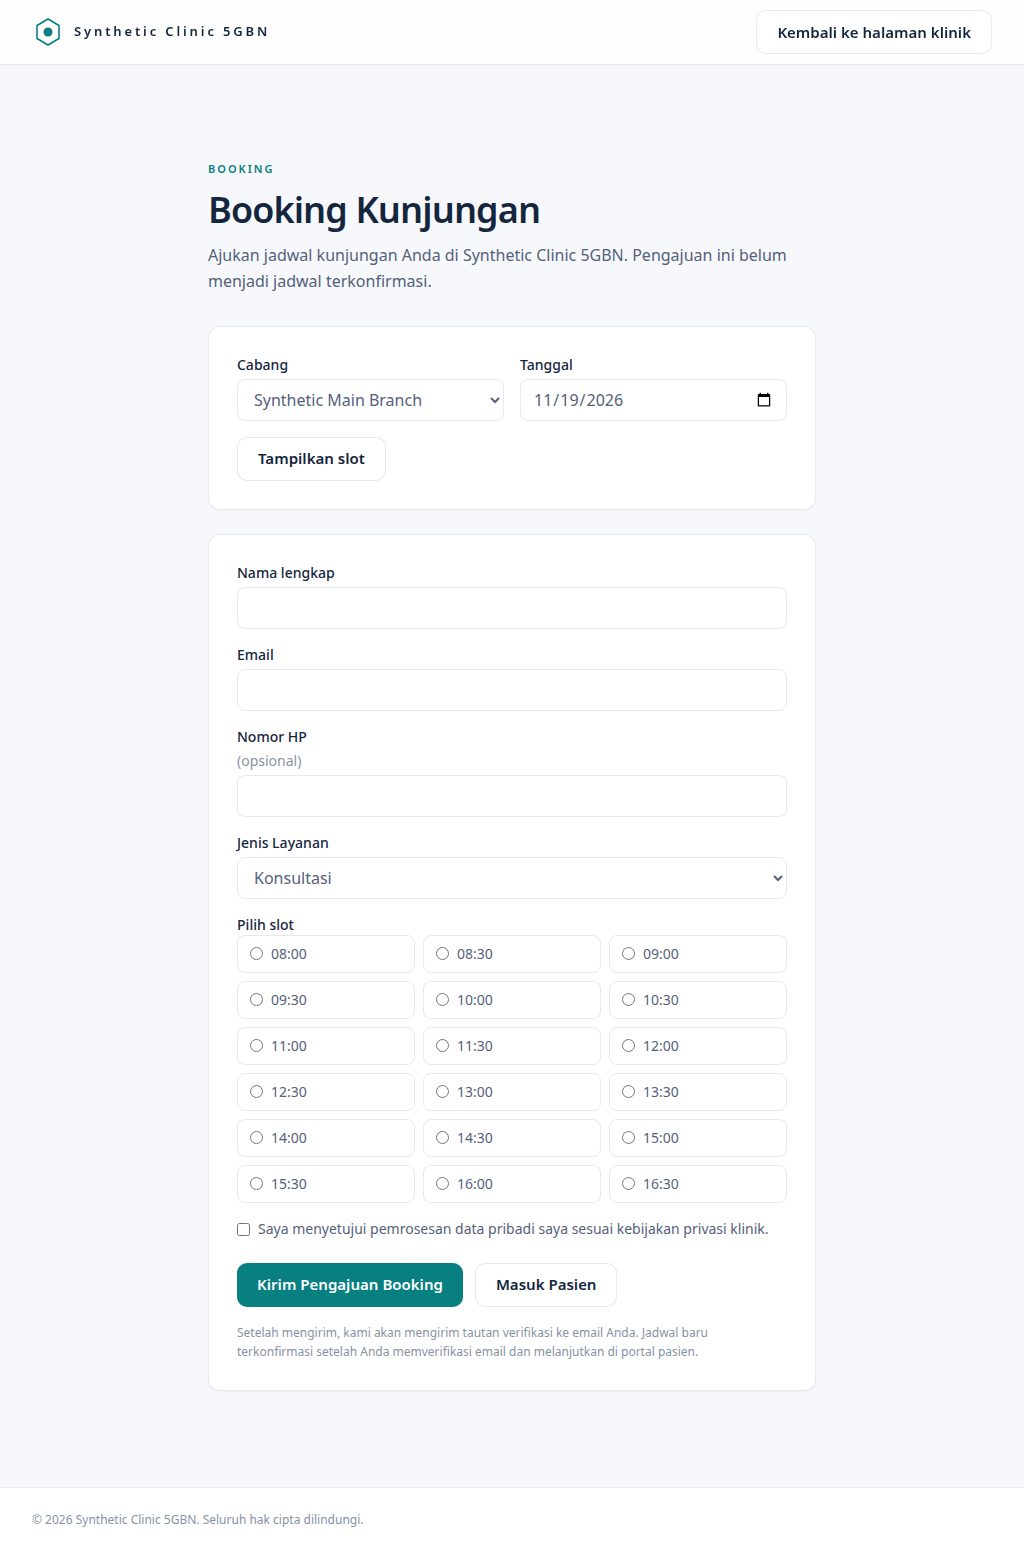 Synthetic Clinic 5GBN
Kembali ke halaman klinik
BOOKING
Booking Kunjungan
Ajukan jadwal kunjungan Anda di Synthetic Clinic 5GBN. Pengajuan ini belum
menjadi jadwal terkonfirmasi.
Cabang
Tanggal
Synthetic Main Branch
11/19/2026
Tampilkan slot
Nama lengkap
Email
Nomor HP
(opsional)
Jenis Layanan
Konsultasi
Pilih slot
08:00
08:30
09:00
09:30
10:00
10:30
11:00
11:30
12:00
12:30
13:00
13:30
14:00
14:30
15:00
15:30
16:00
16:30
Saya menyetujui pemrosesan data pribadi saya sesuai kebijakan privasi klinik.
Kirim Pengajuan Booking
Masuk Pasien
Setelah mengirim, kami akan mengirim tautan verifikasi ke email Anda. Jadwal baru
terkonfirmasi setelah Anda memverifikasi email dan melanjutkan di portal pasien.
© 2026 Synthetic Clinic 5GBN. Seluruh hak cipta dilindungi.